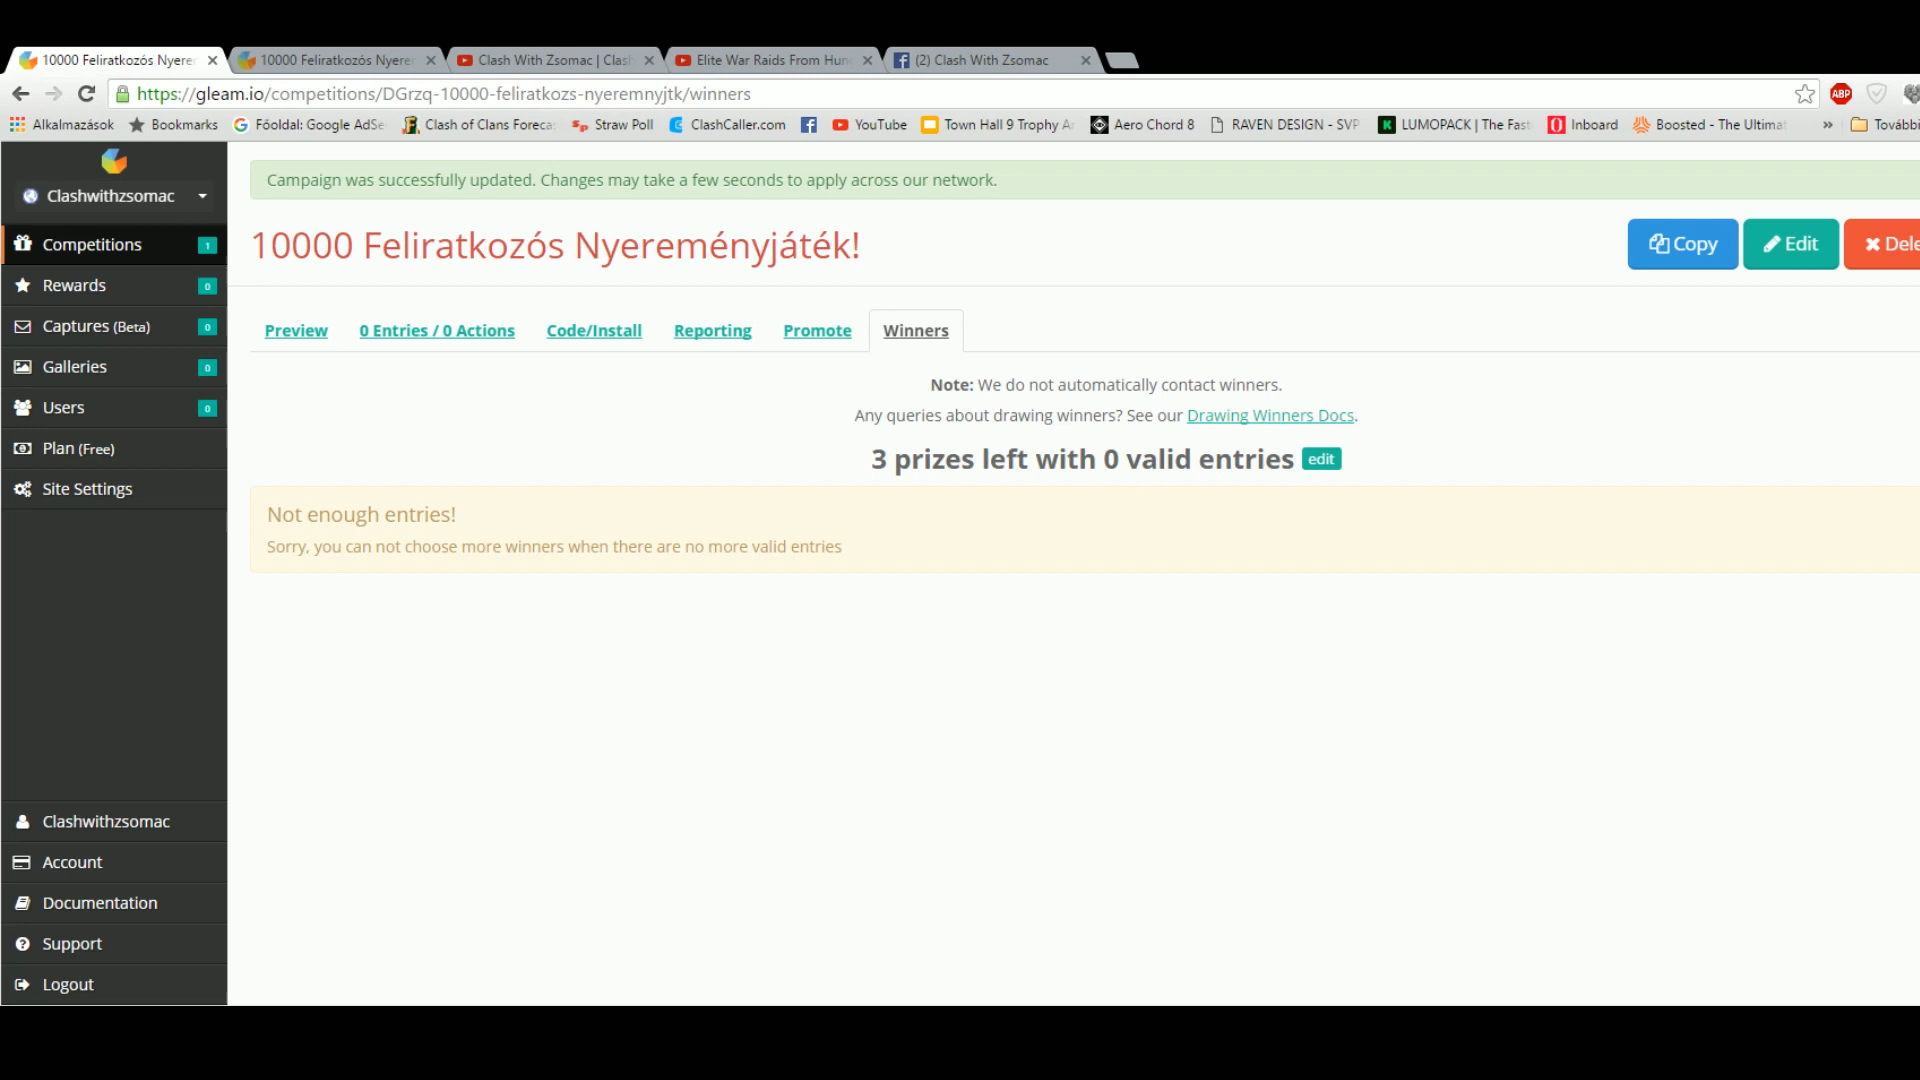 10000 Feliratkozós Nyere
10000 Feliratkozós Nyere
Clash With Zsomac | Clas
Elite War Raids From Hun
(2) Clash With Zsomac
https://gleam.io/competitions/DGrzq-10000-feliratkozs-nyeremnyjtk/winners
ABP
Alkalmazások
Bookmarks
Főoldal: Google AdSe
Clash of Clans Foreca
Straw Poll
ClashCaller.com
YouTube
Town Hall 9 Trophy A
Aero Chord 8
RAVEN DESIGN - SVP
LUMOPACK | The Fast
Inboard
Boosted - The Ultima
»
További
Clashwithzsomac
Competitions 1
Rewards 0
Captures (Beta) 0
Galleries 0
Users 0
Plan (Free)
Site Settings
Clashwithzsomac
Account
Documentation
Support
Logout
Campaign was successfully updated. Changes may take a few seconds to apply across our network.
10000 Feliratkozós Nyereményjáték!
Copy
Edit
Dele
Preview
0 Entries / 0 Actions
Code/Install
Reporting
Promote
Winners
Note: We do not automatically contact winners.
Any queries about drawing winners? See our Drawing Winners Docs.
3 prizes left with 0 valid entries edit
Not enough entries!
Sorry, you can not choose more winners when there are no more valid entries